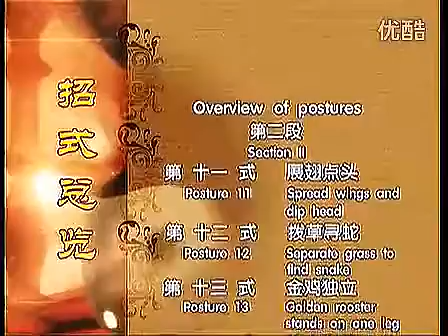 优酷
招式总览
Overview of postures
第二段
Section II
第十一式 展翅点头
Posture 11 Spread wings and
dip head
第十二式 拨草寻蛇
Posture 12 Separate grass to
find snake
第十三式 金鸡独立
Posture 13 Golden rooster
stands on one leg